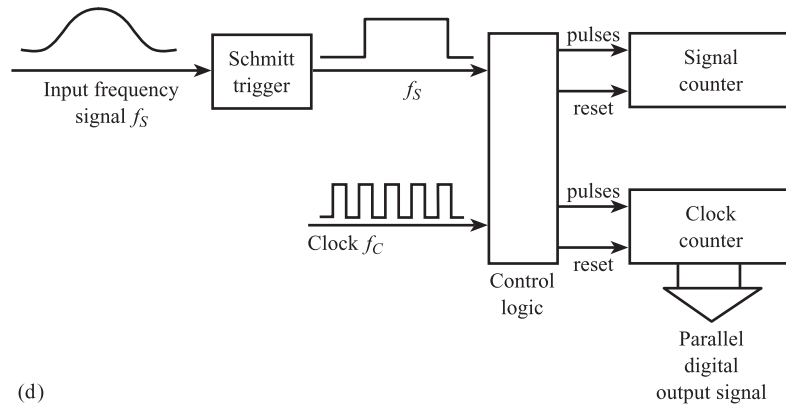 Input frequency
signal fS
Schmitt
trigger
fS
Clock fC
Control
logic
pulses
reset
Signal
counter
pulses
reset
Clock
counter
Parallel
digital
output signal
(d)